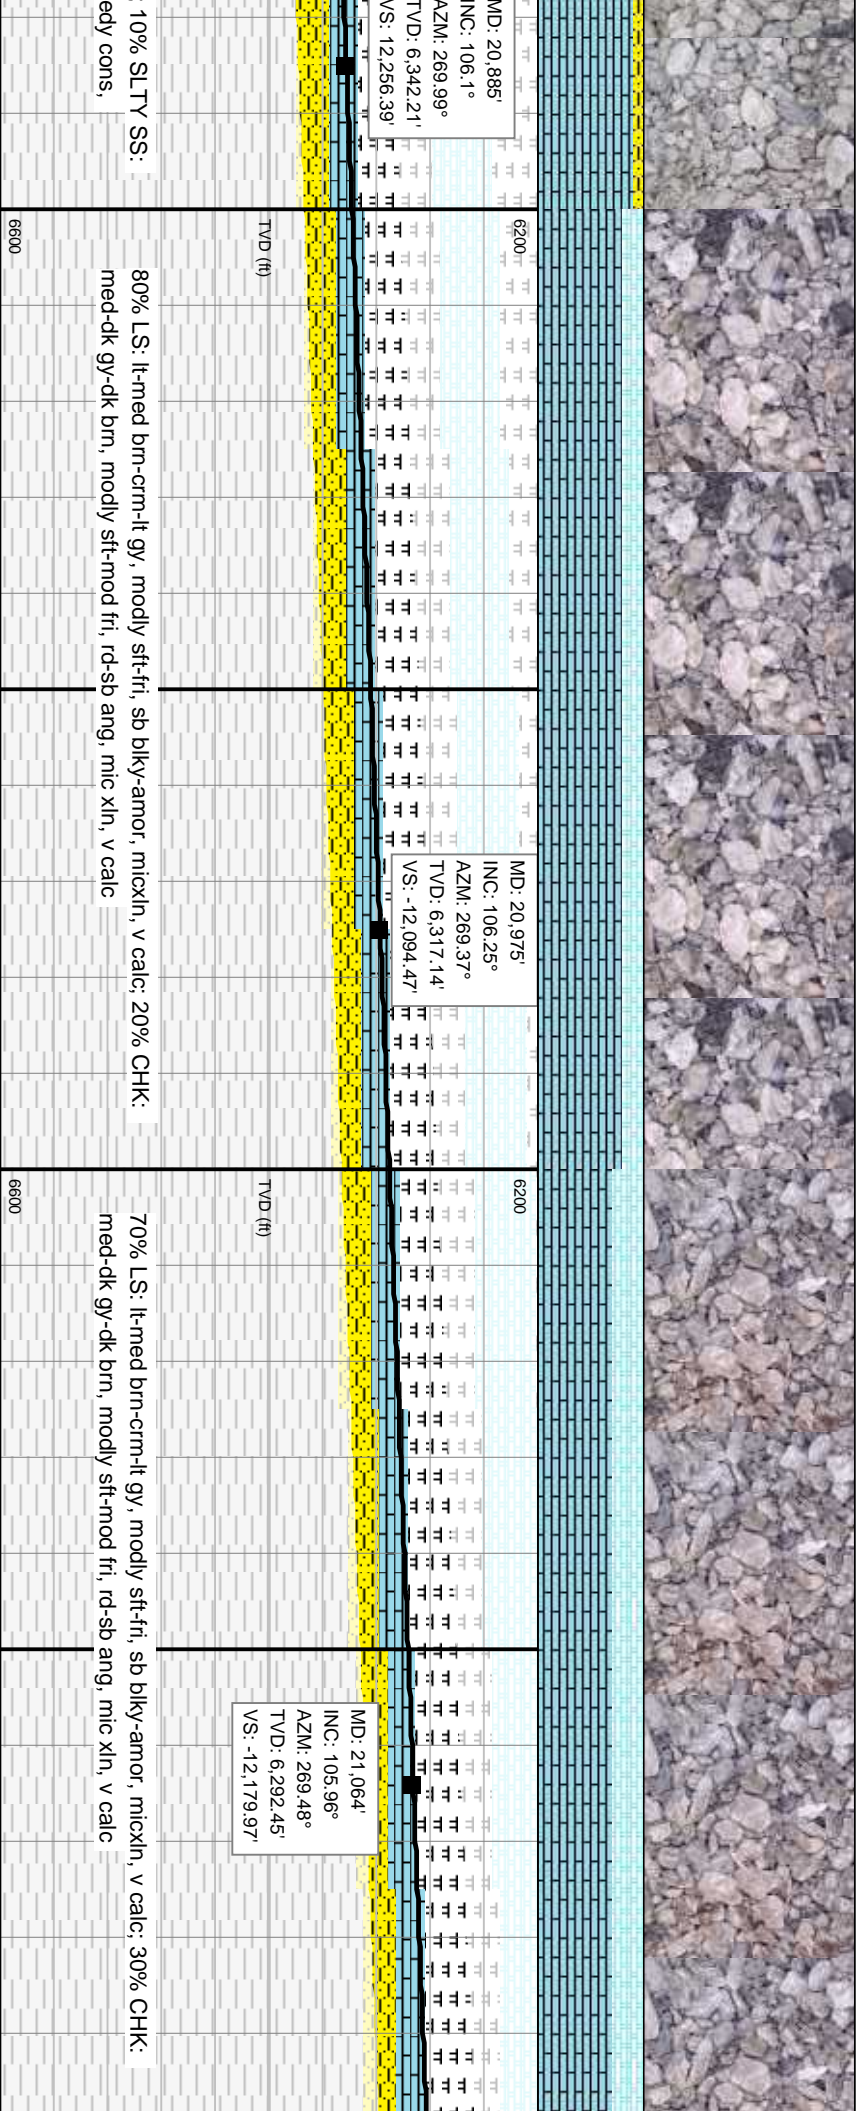 MD: 20,885'
INC: 106.1°
AZM: 269.99°
TVD: 6,342.21'
VS: 12,256.39'
; 10% SLTY SS:
edy cons,
6200
TVD (ft)
6600
80% LS: lt-med brn-crm-lt gy, modly sft-fri, sb blky-amor, micxln, v calc; 20% CHK:
med-dk gy-dk brn, modly sft-mod fri, rd-sb ang, mic xln, v calc
MD: 20,975'
INC: 106.25°
AZM: 269.37°
TVD: 6,317.14'
VS: -12,094.47'
6200
TVD (ft)
6600
70% LS: lt-med brn-crm-lt gy, modly sft-fri, sb blky-amor, micxln, v calc; 30% CHK:
med-dk gy-dk brn, modly sft-mod fri, rd-sb ang, mic xln, v calc
MD: 21,064'
INC: 105.96°
AZM: 269.48°
TVD: 6,292.45'
VS: -12,179.97'